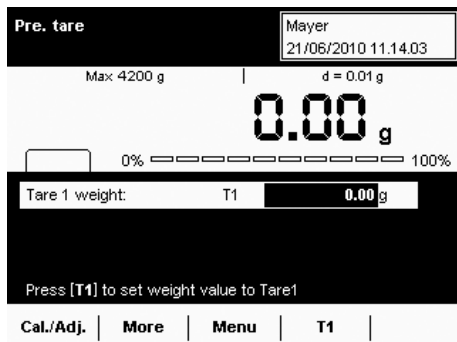 Pre. tare
Mayer
21/06/2010 11.14.03
Max 4200 g
d = 0.01 g
0.00 g
0% 100%
Tare 1 weight: T1 0.00 g
Press [T1] to set weight value to Tare1
Cal./Adj. More Menu T1